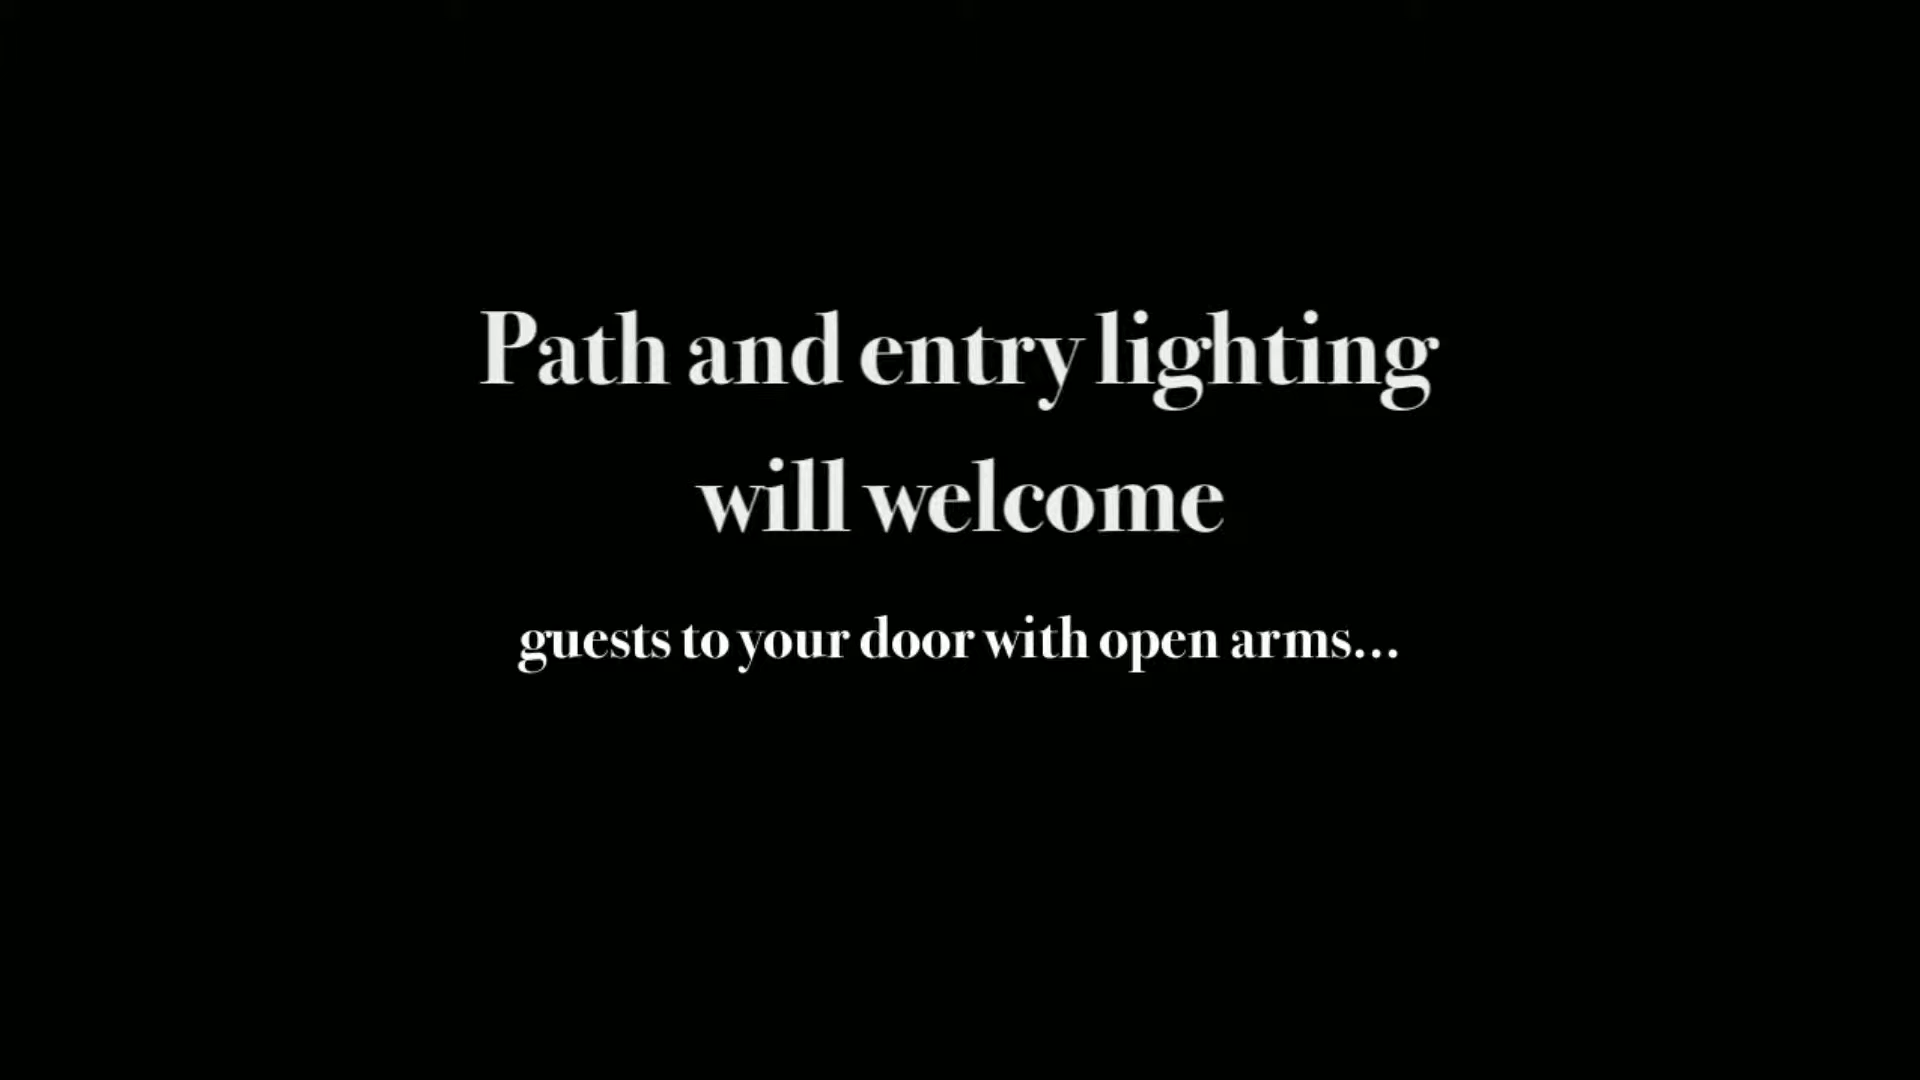 Path and entry lighting
will welcome
guests to your door with open arms...